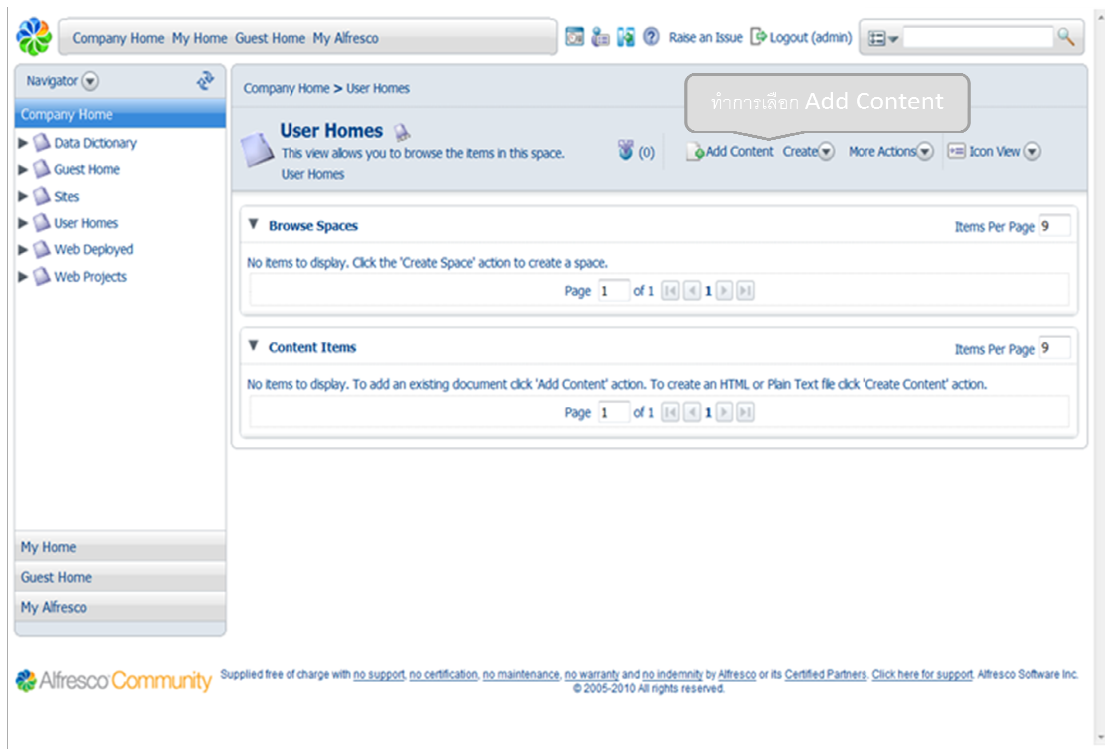 Company Home My Home Guest Home My Alfresco
Raise an Issue Logout (admin)
Navigator
Company Home
Data Dictionary
Guest Home
Sites
User Homes
Web Deployed
Web Projects
My Home
Guest Home
My Alfresco
Company Home > User Homes
ทำการเลือก Add Content
User Homes
This view allows you to browse the items in this space.
User Homes
(0)
Add Content Create More Actions Icon View
Browse Spaces
Items Per Page 9
No items to display. Click the 'Create Space' action to create a space.
Page 1 of 1 1
Content Items
Items Per Page 9
No items to display. To add an existing document click 'Add Content' action. To create an HTML or Plain Text file click 'Create Content' action.
Page 1 of 1 1
Alfresco Community
Supplied free of charge with no support, no certification, no maintenance, no warranty and no indemnity by Alfresco or its Certified Partners. Click here for support. Alfresco Software Inc.
© 2005-2010 All rights reserved.